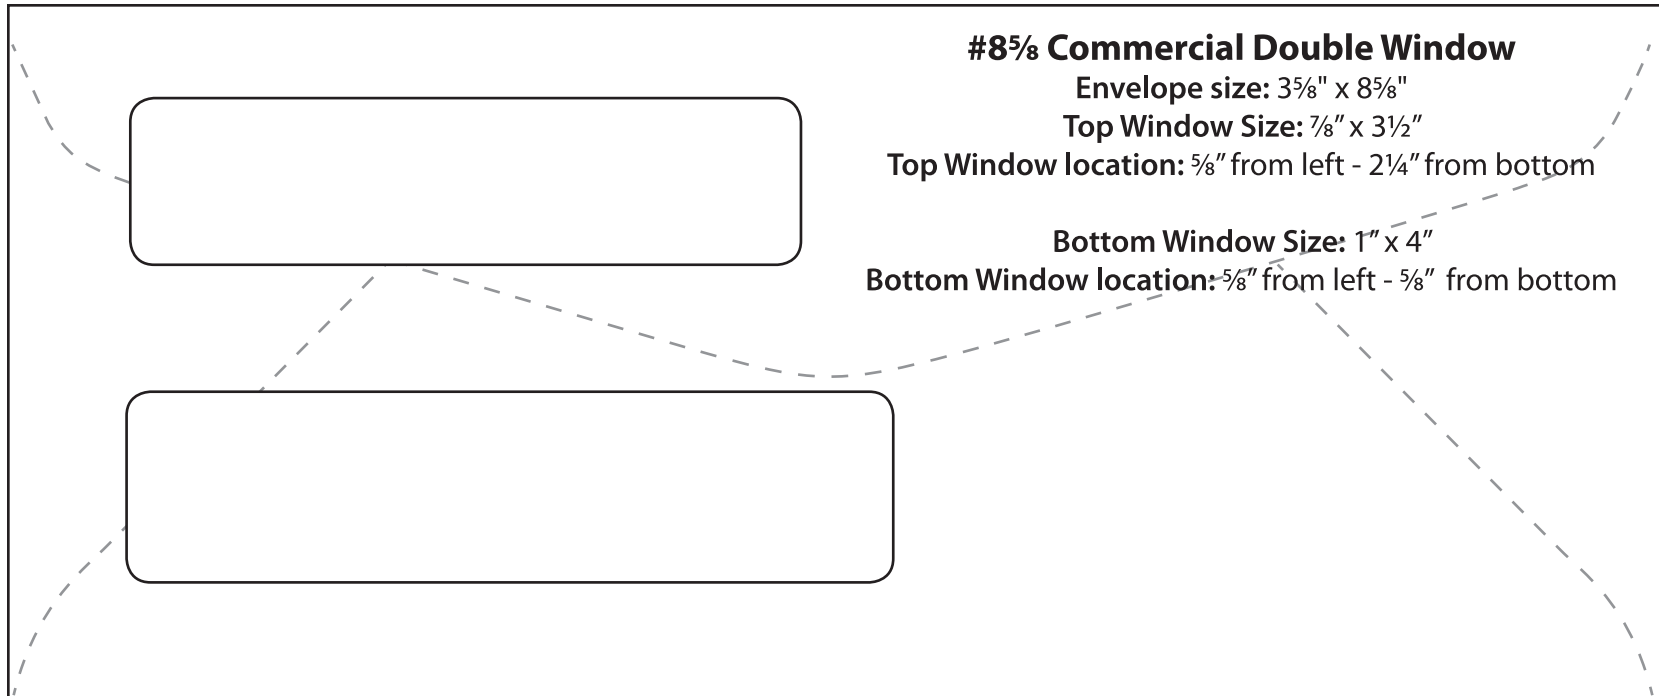 #8⅝ Commercial Double Window
Envelope size: 3⅝" x 8⅝"
Top Window Size: ⅞” x 3½”
Top Window location: ⅝” from left - 2¼” from bottom
Bottom Window Size: 1” x 4”
Bottom Window location: ⅝” from left - ⅝” from bottom